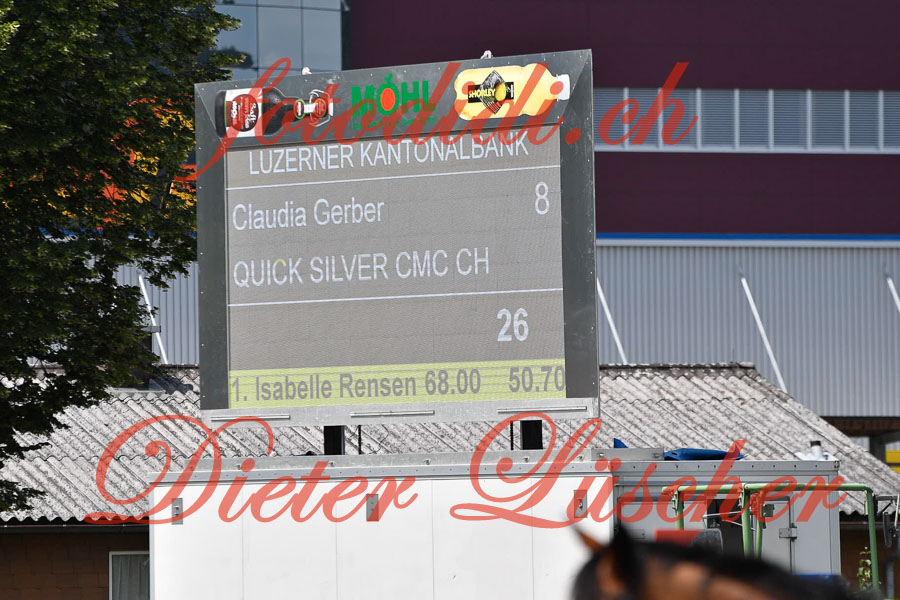 MÖHL
SHORLEY
fotodidi.ch
LUZERNER KANTONALBANK
Claudia Gerber 8
QUICK SILVER CMC CH
26
1. Isabelle Rensen 68.00 50.70
Dieter Lüscher